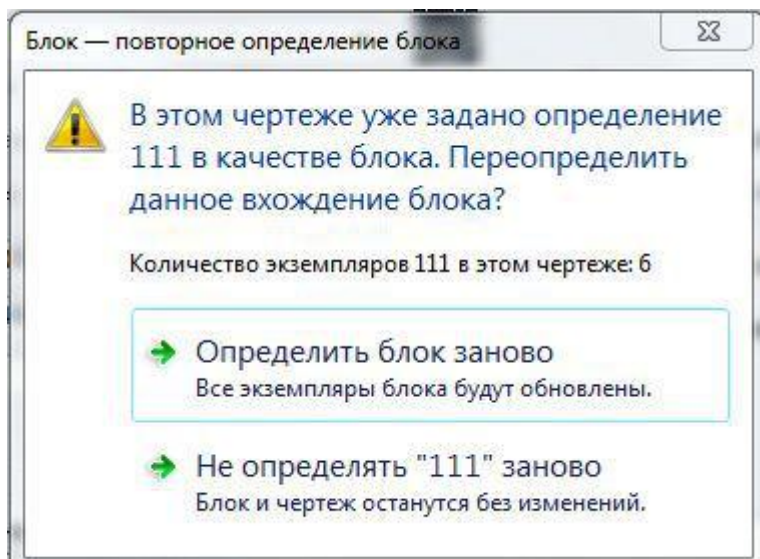 Блок — повторное определение блока
В этом чертеже уже задано определение
111 в качестве блока. Переопределить
данное вхождение блока?
Количество экземпляров 111 в этом чертеже: 6
Определить блок заново
Все экземпляры блока будут обновлены.
Не определять "111" заново
Блок и чертеж останутся без изменений.